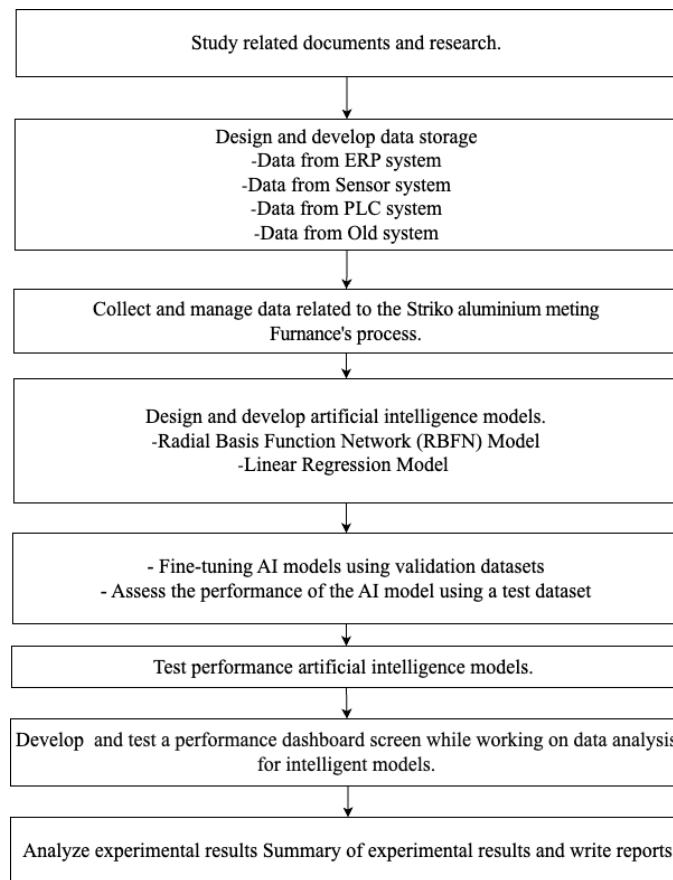 Study related documents and research.
Design and develop data storage
-Data from ERP system
-Data from Sensor system
-Data from PLC system
-Data from Old system
Collect and manage data related to the Striko aluminium meting
Furnance's process.
Design and develop artificial intelligence models.
-Radial Basis Function Network (RBFN) Model
-Linear Regression Model
- Fine-tuning AI models using validation datasets
- Assess the performance of the AI model using a test dataset
Test performance artificial intelligence models.
Develop and test a performance dashboard screen while working on data analysis
for intelligent models.
Analyze experimental results Summary of experimental results and write reports